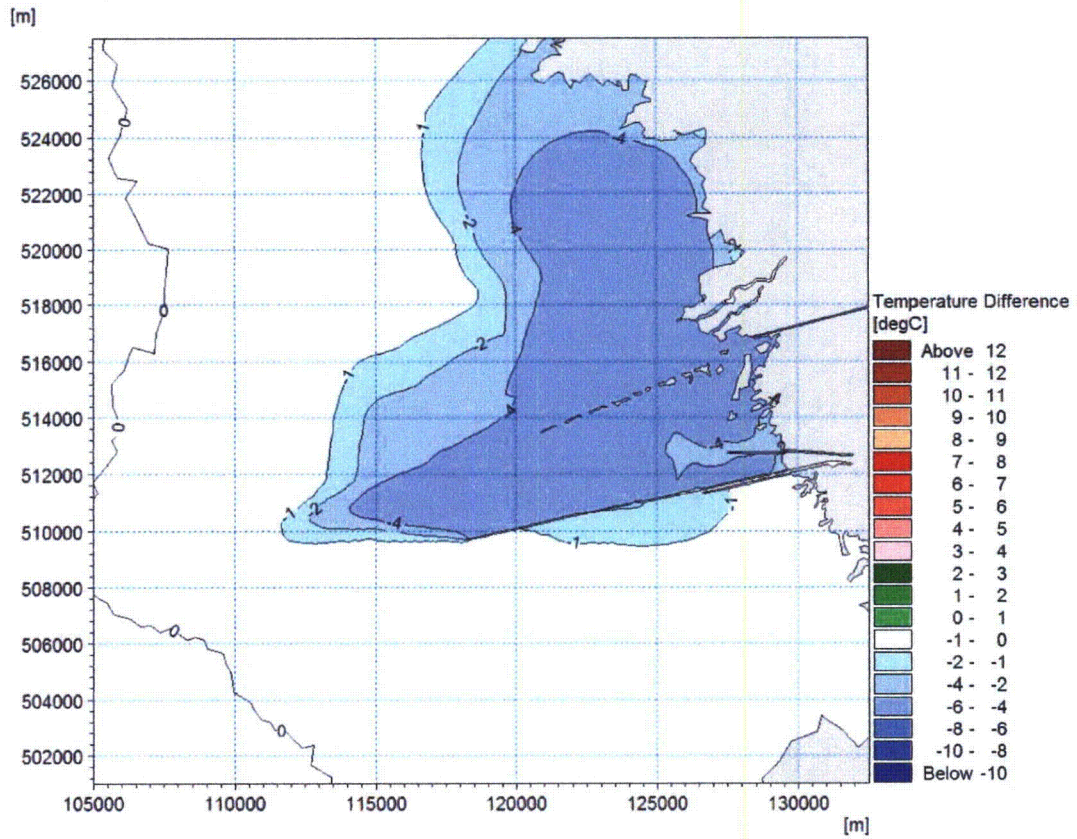 [m]
526000
524000
522000
520000
518000
516000
514000
512000
510000
508000
506000
504000
502000
105000 110000 115000 120000 125000 130000
[m]
0
0
0
0
0
-1
-2
-4
-4
-2
-1
-4
-4
-4
-1
-2
-4
-1
-1
Temperature Difference
[degC]
Above 12
11 - 12
10 - 11
9 - 10
8 - 9
7 - 8
6 - 7
5 - 6
4 - 5
3 - 4
2 - 3
1 - 2
0 - 1
-1 - 0
-2 - -1
-4 - -2
-6 - -4
-8 - -6
-10 - -8
Below -10